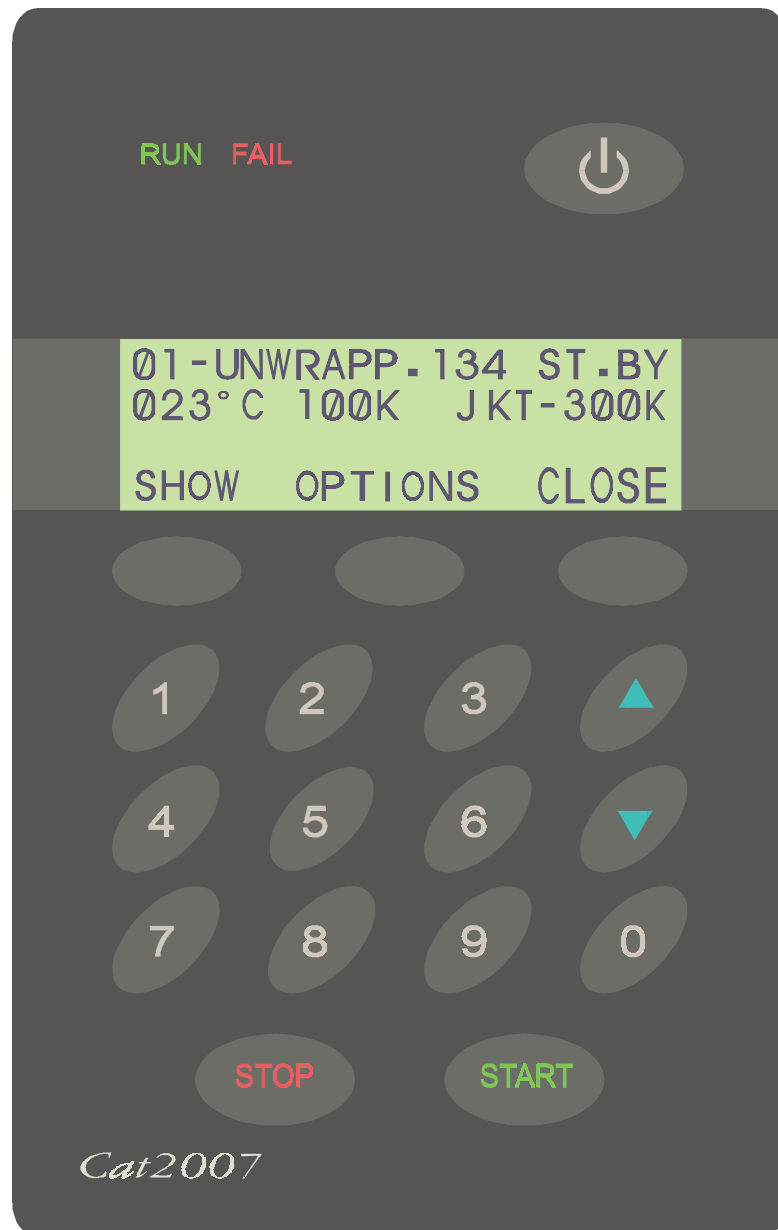 RUN FAIL
01-UNWRAPP.134 ST.BY
023°C 100K JKT-300K
SHOW OPTIONS CLOSE
1 2 3
4 5 6
7 8 9 0
STOP START
Cat2007